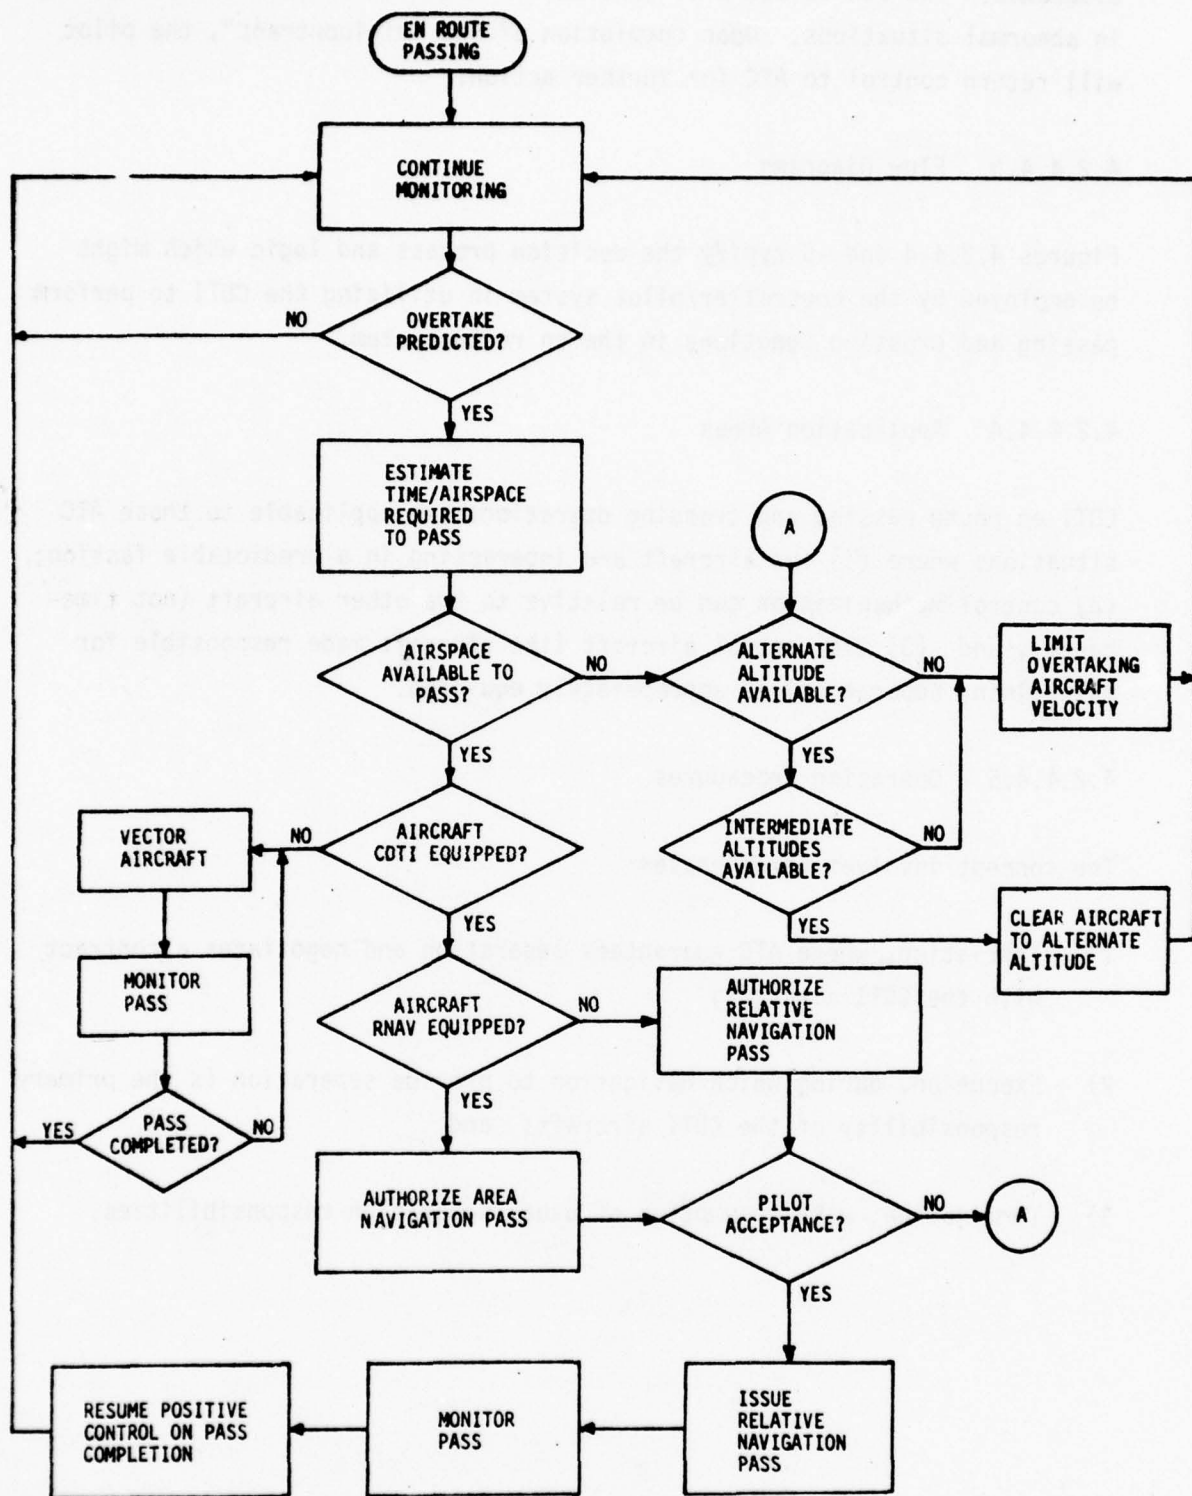 EN ROUTE
PASSING
CONTINUE
MONITORING
OVERTAKE
PREDICTED?
NO
YES
ESTIMATE
TIME/AIRSPACE
REQUIRED
TO PASS
A
AIRSPACE
AVAILABLE TO
PASS?
NO
YES
ALTERNATE
ALTITUDE
AVAILABLE?
NO
YES
LIMIT
OVERTAKING
AIRCRAFT
VELOCITY
VECTOR
AIRCRAFT
NO
AIRCRAFT
CDTI EQUIPPED?
YES
INTERMEDIATE
ALTITUDES
AVAILABLE?
NO
YES
CLEAR AIRCRAFT
TO ALTERNATE
ALTITUDE
MONITOR
PASS
AIRCRAFT
RNAV EQUIPPED?
NO
YES
AUTHORIZE
RELATIVE
NAVIGATION
PASS
YES
PASS
COMPLETED?
NO
AUTHORIZE AREA
NAVIGATION PASS
PILOT
ACCEPTANCE?
NO
A
YES
RESUME POSITIVE
CONTROL ON PASS
COMPLETION
MONITOR
PASS
ISSUE
RELATIVE
NAVIGATION
PASS